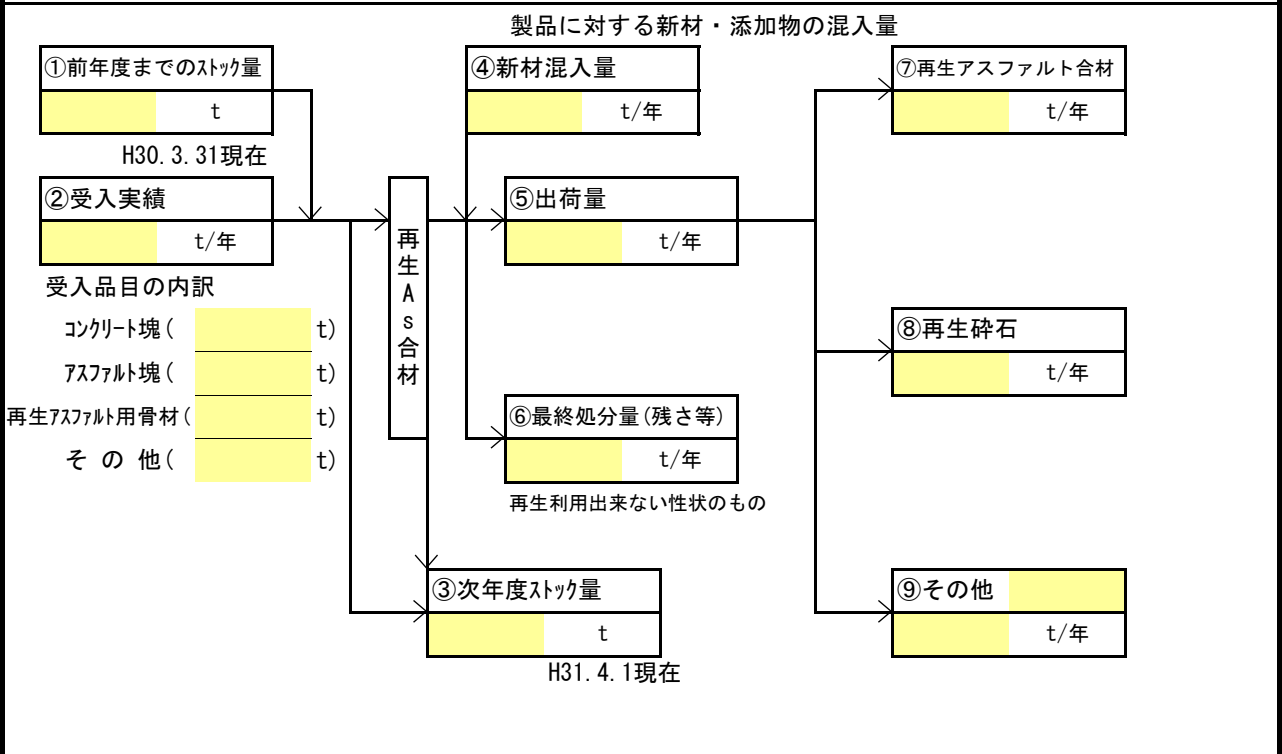 製品に対する新材・添加物の混入量
①前年度までのｽﾄｯｸ量
t
H30.3.31現在
②受入実績
t/年
受入品目の内訳
ｺﾝｸﾘｰﾄ塊( t)
ｱｽﾌｧﾙﾄ塊( t)
再生ｱｽﾌｧﾙﾄ用骨材( t)
そ の 他( t)
再生As合材
④新材混入量
t/年
⑤出荷量
t/年
⑥最終処分量(残さ等)
t/年
再生利用出来ない性状のもの
③次年度ｽﾄｯｸ量
t
H31.4.1現在
⑦再生アスファルト合材
t/年
⑧再生砕石
t/年
⑨その他
t/年